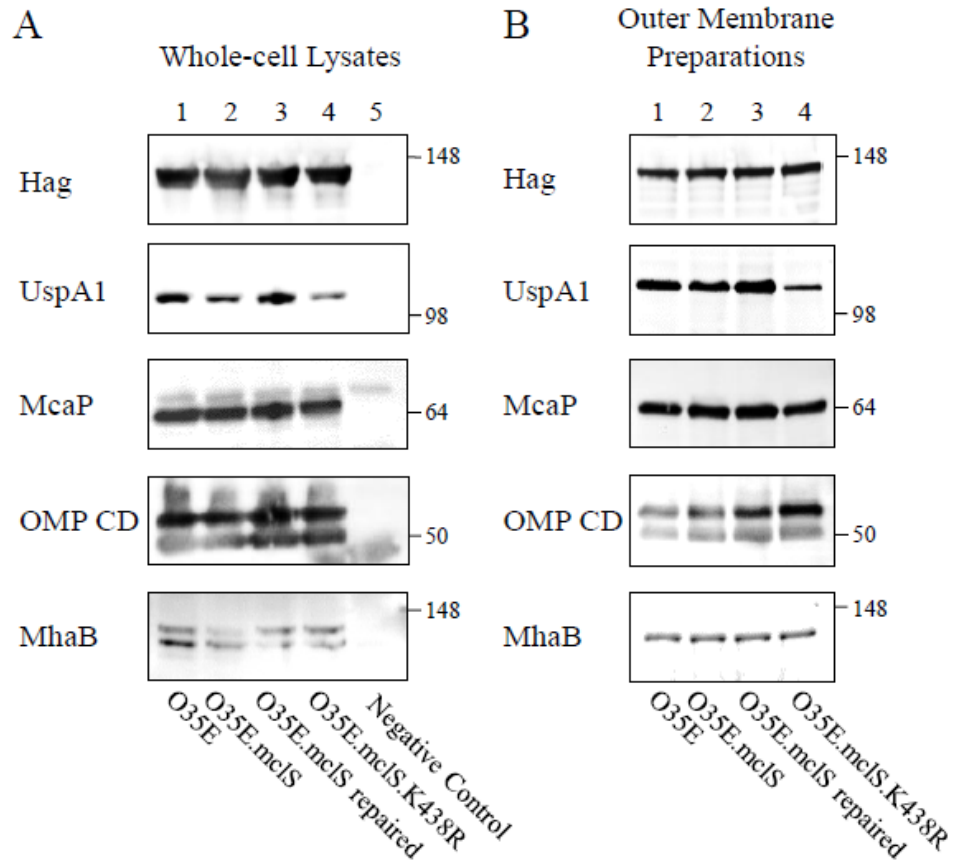 A
Whole-cell Lysates
1 2 3 4 5
Hag
148
UspA1
98
McaP
64
OMP CD
50
MhaB
148
O35E
O35E.mclS
O35E.mclS repaired
O35E.mclS.K438R
Negative Control
B
Outer Membrane
Preparations
1 2 3 4
Hag
148
UspA1
98
McaP
64
OMP CD
50
MhaB
148
O35E
O35E.mclS
O35E.mclS repaired
O35E.mclS.K438R